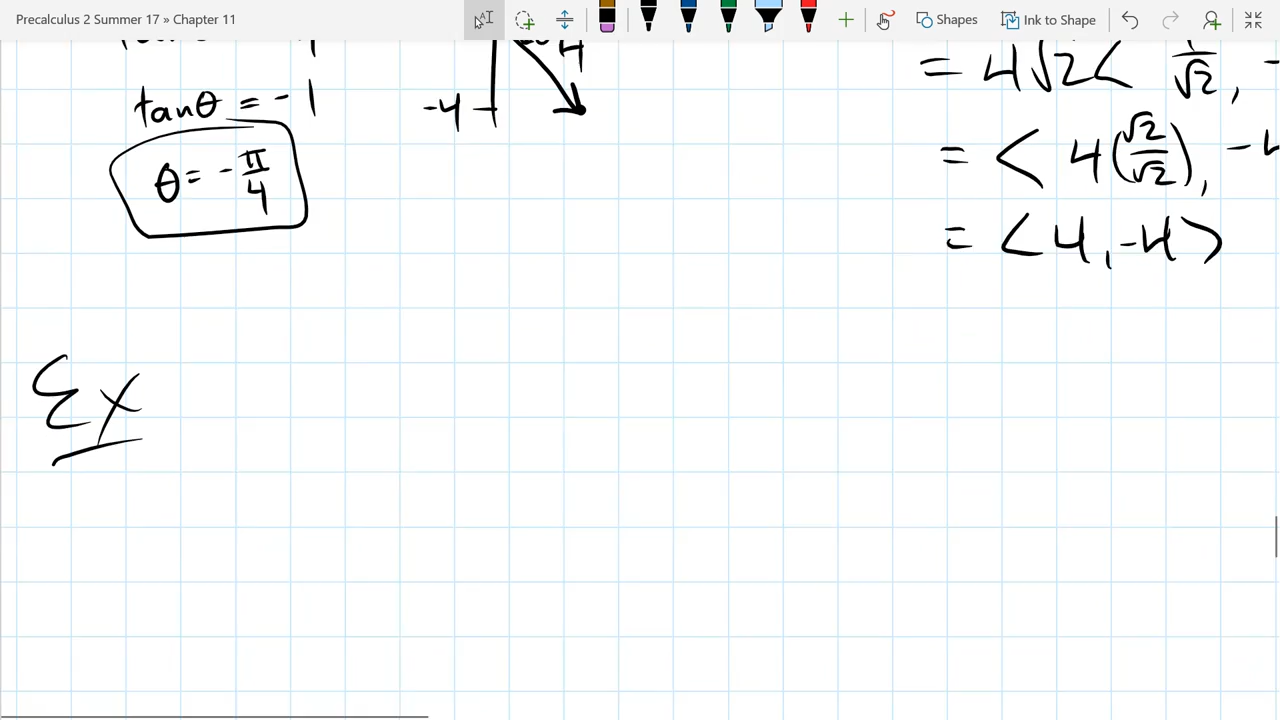 Precalculus 2 Summer 17 » Chapter 11
Shapes
Ink to Shape
tanθ = -1
θ = -π/4
4
-4
= 4√2 < 1/√2,
= < 4(√2/√2), -4
= <4, -4>
Ex